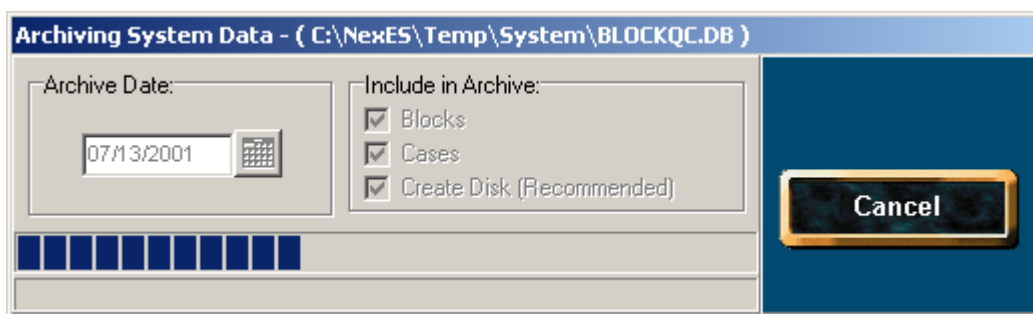 Archiving System Data - ( C:\NexES\Temp\System\BLOCKQC.DB )
Archive Date:
07/13/2001
Include in Archive:
Blocks
Cases
Create Disk (Recommended)
Cancel